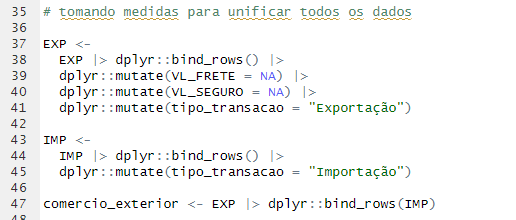 35 # tomando medidas para unificar todos os dados
36
37 EXP <-
38   EXP |> dplyr::bind_rows() |>
39   dplyr::mutate(VL_FRETE = NA) |>
40   dplyr::mutate(VL_SEGURO = NA) |>
41   dplyr::mutate(tipo_transacao = "Exportação")
42
43 IMP <-
44   IMP |> dplyr::bind_rows() |>
45   dplyr::mutate(tipo_transacao = "Importação")
46
47 comercio_exterior <- EXP |> dplyr::bind_rows(IMP)